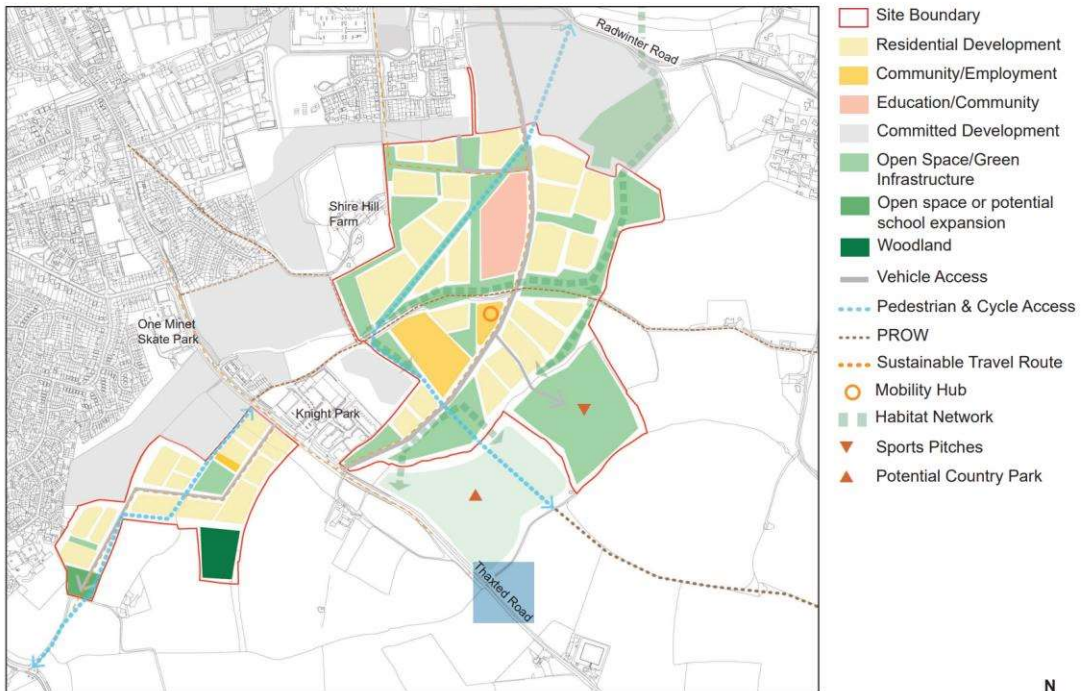 Radwinter Road
Shire Hill
Farm
One Minet
Skate Park
Knight Park
Thaxted Road
Site Boundary
Residential Development
Community/Employment
Education/Community
Committed Development
Open Space/Green
Infrastructure
Open space or potential
school expansion
Woodland
Vehicle Access
Pedestrian & Cycle Access
PROW
Sustainable Travel Route
Mobility Hub
Habitat Network
Sports Pitches
Potential Country Park
N